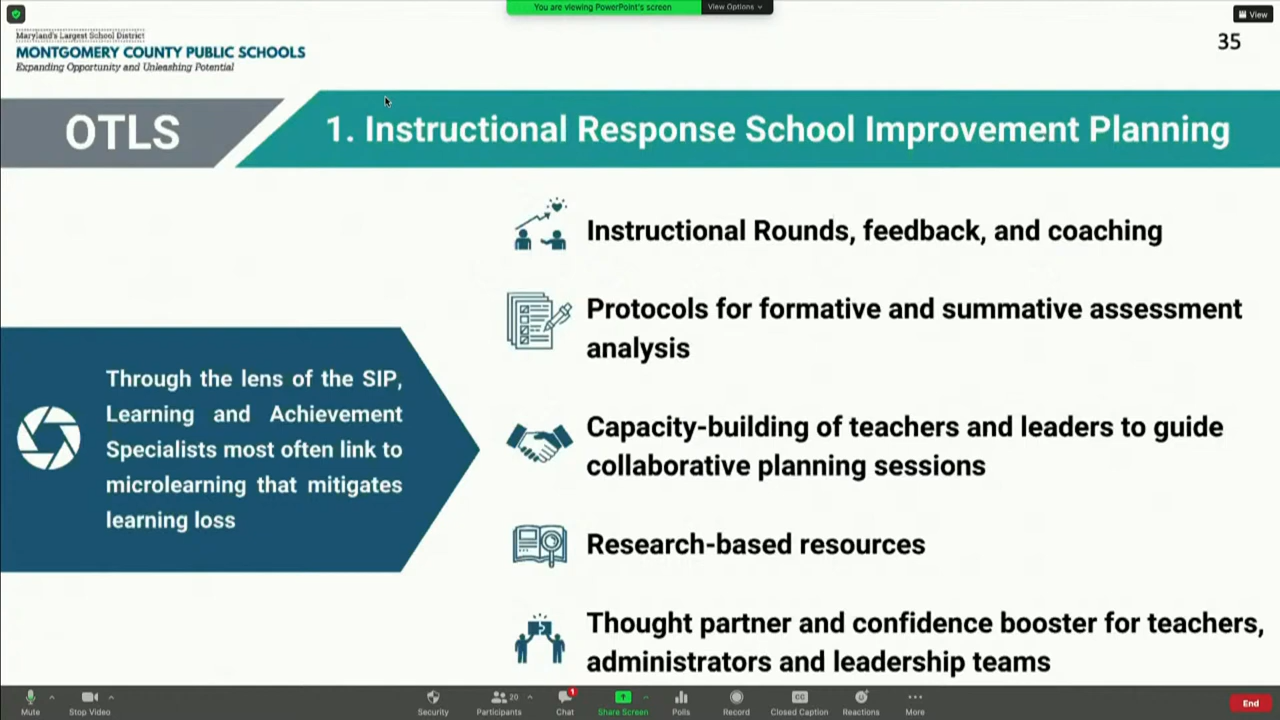 You are viewing PowerPoint's screen
View Options
View
Maryland's Largest School District
MONTGOMERY COUNTY PUBLIC SCHOOLS
Expanding Opportunity and Unleashing Potential
35
OTLS
1. Instructional Response School Improvement Planning
Through the lens of the SIP,
Learning and Achievement
Specialists most often link to
microlearning that mitigates
learning loss
Instructional Rounds, feedback, and coaching
Protocols for formative and summative assessment
analysis
Capacity-building of teachers and leaders to guide
collaborative planning sessions
Research-based resources
Thought partner and confidence booster for teachers,
administrators and leadership teams
Mute
Stop Video
Security
Participants
20
Chat
1
Share Screen
Polls
Record
CC
Closed Caption
Reactions
More
End